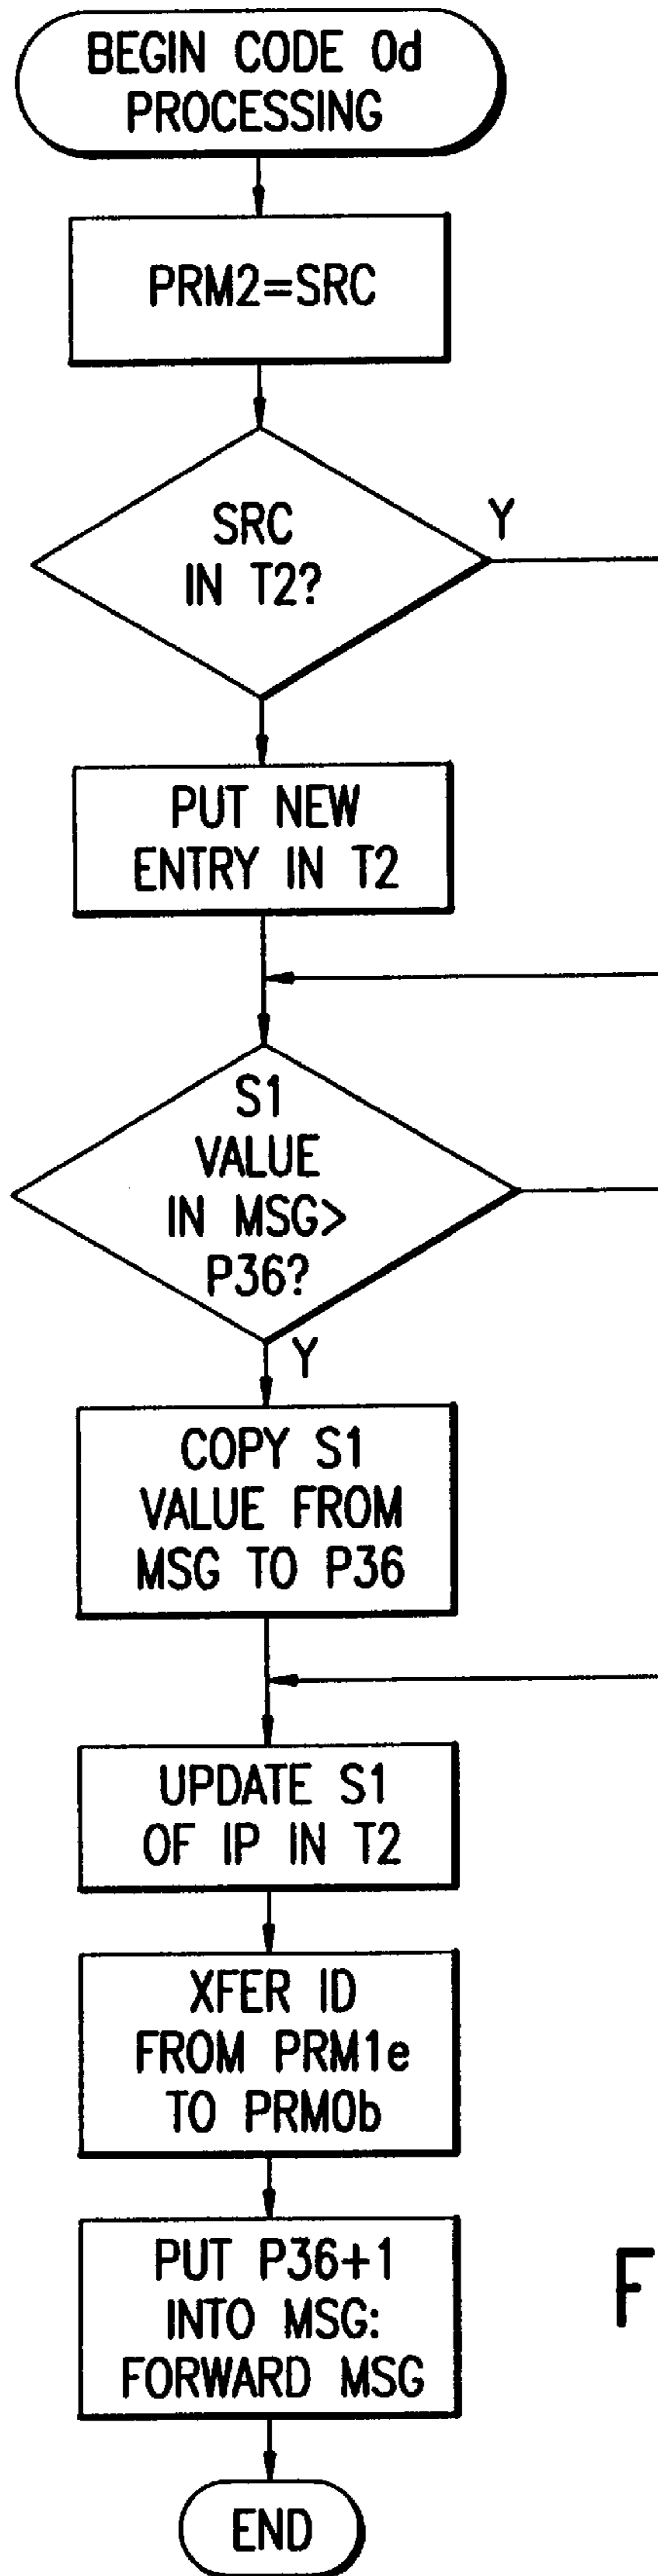 BEGIN CODE 0d
PROCESSING
PRM2=SRC
SRC
IN T2?
Y
PUT NEW
ENTRY IN T2
S1
VALUE
IN MSG>
P36?
Y
COPY S1
VALUE FROM
MSG TO P36
UPDATE S1
OF IP IN T2
XFER ID
FROM PRM1e
TO PRM0b
PUT P36+1
INTO MSG:
FORWARD MSG
F
END